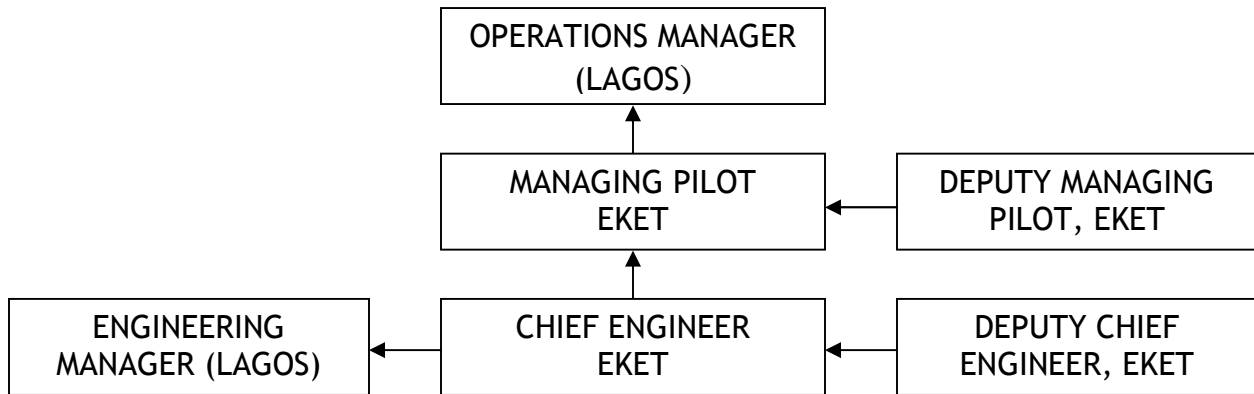 OPERATIONS MANAGER
(LAGOS)
MANAGING PILOT
EKET
DEPUTY MANAGING
PILOT, EKET
ENGINEERING
MANAGER (LAGOS)
CHIEF ENGINEER
EKET
DEPUTY CHIEF
ENGINEER, EKET